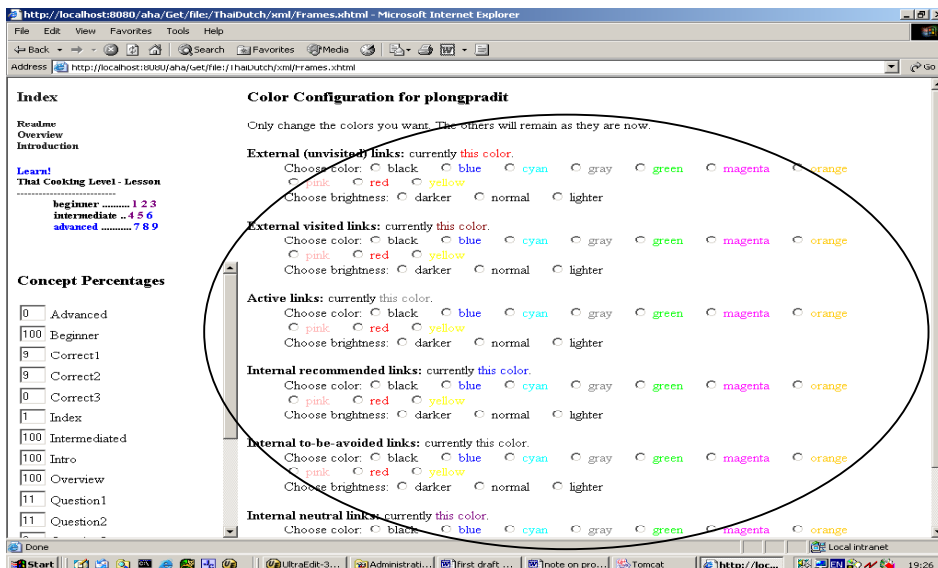 http://localhost:8080/aha/Get/file:/ThaiDutch/xml/Frames.xhtml - Microsoft Internet Explorer
File Edit View Favorites Tools Help
Back Search Favorites Media
Address http://localhost:8080/aha/Get/file:/ThaiDutch/xml/Frames.xhtml Go
Index
Readme
Overview
Introduction
Learn!
Thai Cooking Level - Lesson
----------------------------
beginner .......... 1 2 3
intermediate .. 4 5 6
advanced ........... 7 8 9
Concept Percentages
0 Advanced
100 Beginner
9 Correct1
9 Correct2
0 Correct3
1 Index
100 Intermediated
100 Intro
100 Overview
11 Question1
11 Question2
Color Configuration for plongpradit
Only change the colors you want. The others will remain as they are now.
External (unvisited) links: currently this color.
Choose color: black blue cyan gray green magenta orange
pink red yellow
Choose brightness: darker normal lighter
External visited links: currently this color.
Choose color: black blue cyan gray green magenta orange
pink red yellow
Choose brightness: darker normal lighter
Active links: currently this color.
Choose color: black blue cyan gray green magenta orange
pink red yellow
Choose brightness: darker normal lighter
Internal recommended links: currently this color.
Choose color: black blue cyan gray green magenta orange
pink red yellow
Choose brightness: darker normal lighter
Internal to-be-avoided links: currently this color.
Choose color: black blue cyan gray green magenta orange
pink red yellow
Choose brightness: darker normal lighter
Internal neutral links: currently this color.
Choose color: black blue cyan gray green magenta orange
Done Local intranet
Start UltraEdit-3... Administrati... first draft ... note on pro... Tomcat http://loc... EN 19:26